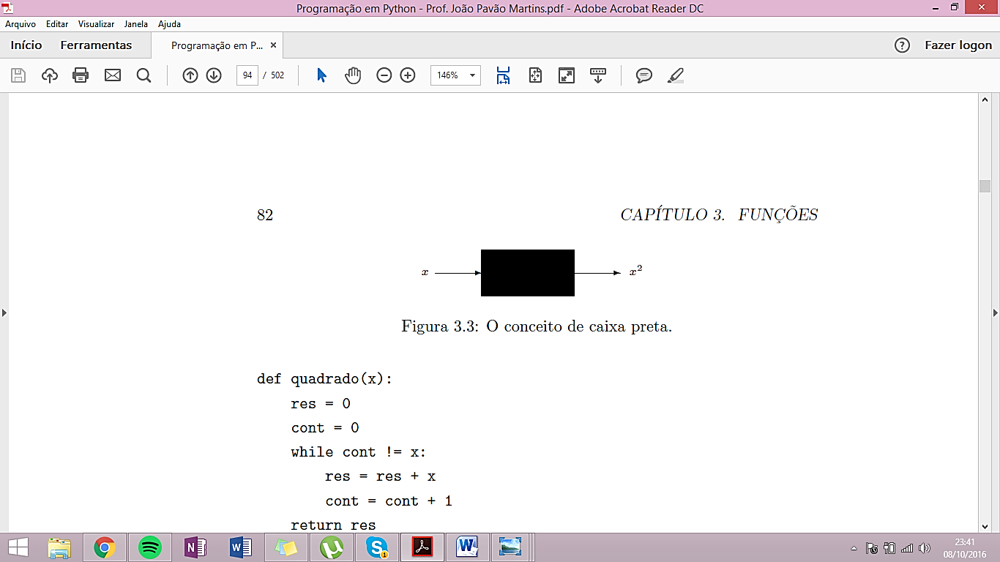 Programação em Python - Prof. João Pavão Martins.pdf - Adobe Acrobat Reader DC
Arquivo Editar Visualizar Janela Ajuda
Início Ferramentas Programação em P... × ? Fazer logon
94 / 502 146%
82 CAPÍTULO 3. FUNÇÕES
x x²
Figura 3.3: O conceito de caixa preta.
def quadrado(x):
res = 0
cont = 0
while cont != x:
res = res + x
cont = cont + 1
return res
N W S 1 W 23:41
08/10/2016